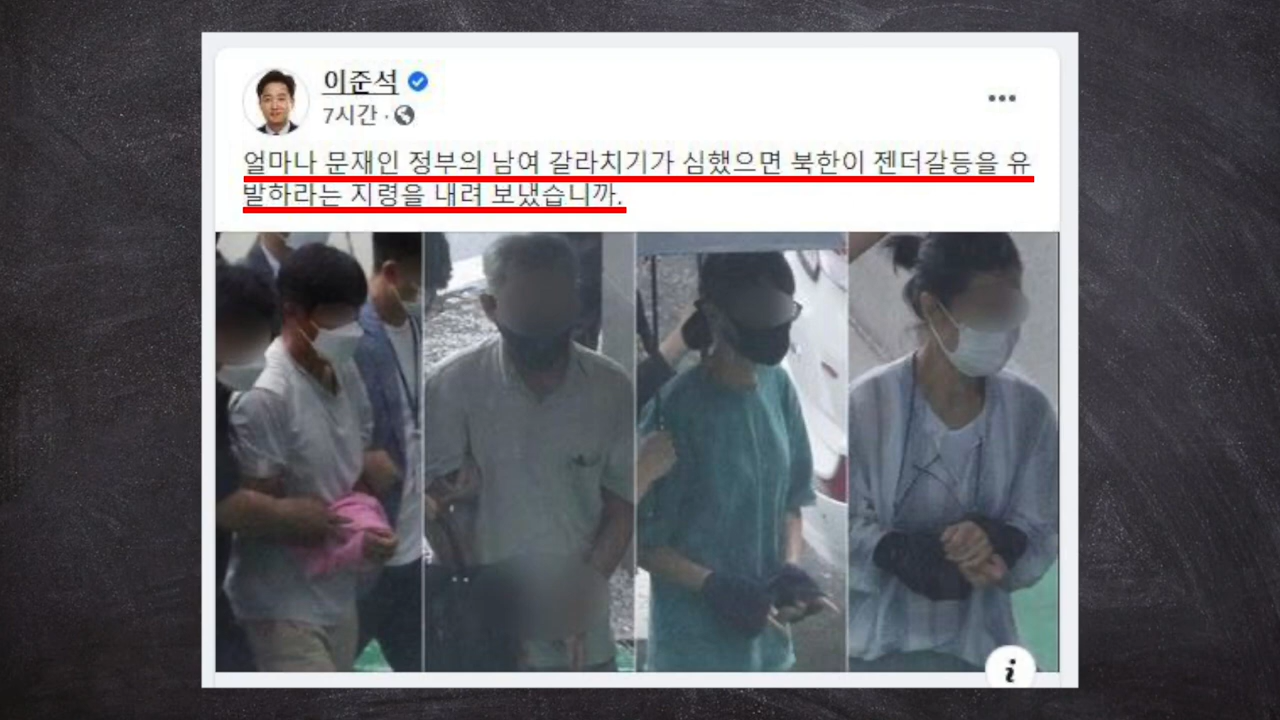 이준석
7시간 ·
얼마나 문재인 정부의 남여 갈라치기가 심했으면 북한이 젠더갈등을 유
발하라는 지령을 내려 보냈습니까.
i